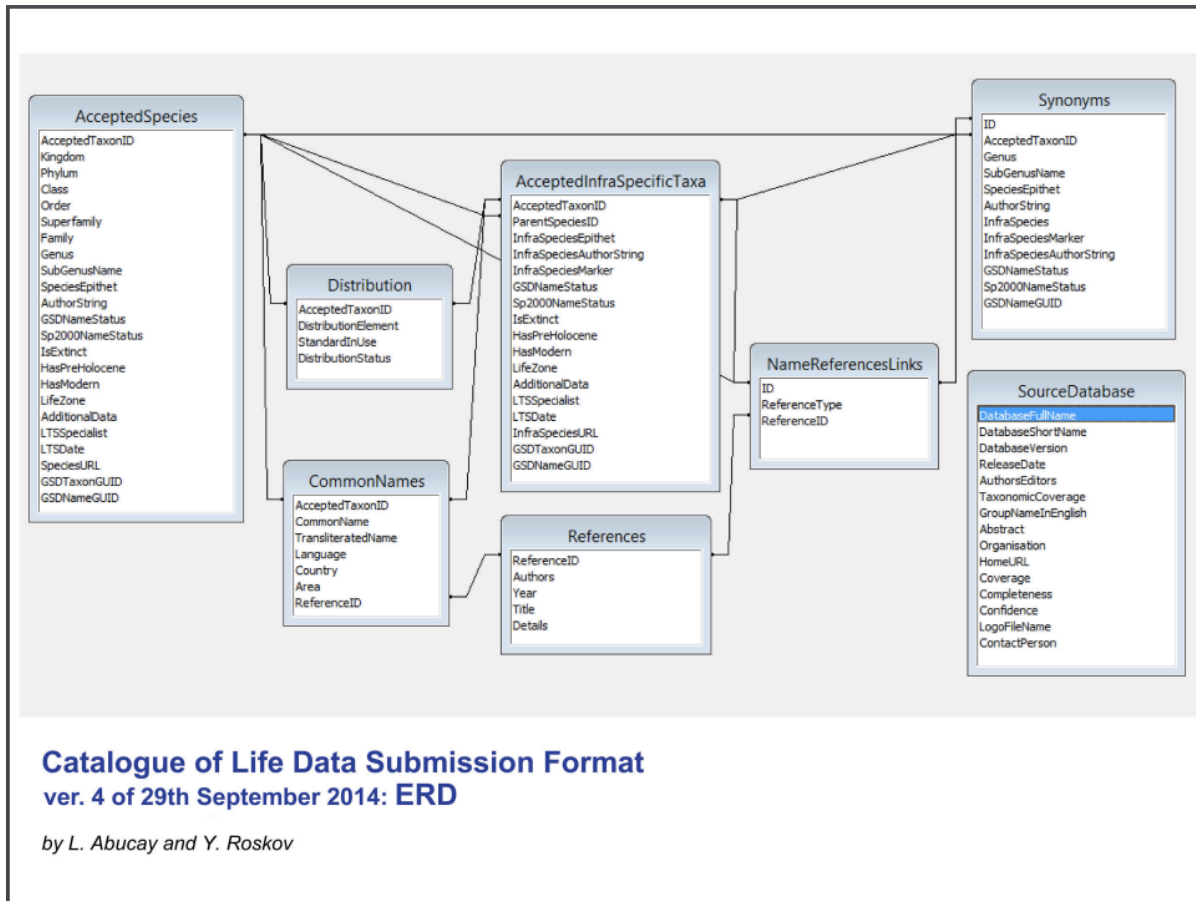 AcceptedSpecies
AcceptedTaxonID
Kingdom
Phylum
Class
Order
Superfamily
Family
Genus
SubGenusName
SpeciesEpithet
AuthorString
GSDNameStatus
Sp2000NameStatus
IsExtinct
HasPreHolocene
HasModern
LifeZone
AdditionalData
LTSSpecialist
LTSDate
SpeciesURL
GSDTaxonGUID
GSDNameGUID
Distribution
AcceptedTaxonID
DistributionElement
StandardInUse
DistributionStatus
CommonNames
AcceptedTaxonID
CommonName
TransliteratedName
Language
Country
Area
ReferenceID
AcceptedInfraSpecificTaxa
AcceptedTaxonID
ParentSpeciesID
InfraSpeciesEpithet
InfraSpeciesAuthorString
InfraSpeciesMarker
GSDNameStatus
Sp2000NameStatus
IsExtinct
HasPreHolocene
HasModern
LifeZone
AdditionalData
LTSSpecialist
LTSDate
InfraSpeciesURL
GSDTaxonGUID
GSDNameGUID
References
ReferenceID
Authors
Year
Title
Details
NameReferencesLinks
ID
ReferenceType
ReferenceID
Synonyms
ID
AcceptedTaxonID
Genus
SubGenusName
SpeciesEpithet
AuthorString
InfraSpecies
InfraSpeciesMarker
InfraSpeciesAuthorString
GSDNameStatus
Sp2000NameStatus
GSDNameGUID
SourceDatabase
DatabaseFullName
DatabaseShortName
DatabaseVersion
ReleaseDate
AuthorsEditors
TaxonomicCoverage
GroupNameInEnglish
Abstract
Organisation
HomeURL
Coverage
Completeness
Confidence
LogoFileName
ContactPerson
Catalogue of Life Data Submission Format
ver. 4 of 29th September 2014: ERD
by L. Abucay and Y. Roskov